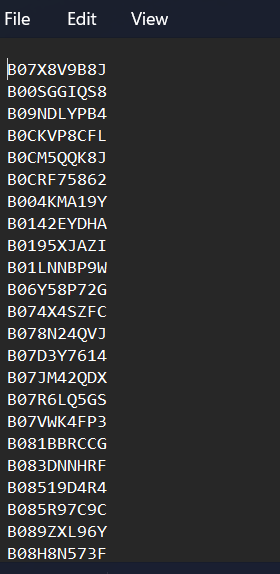 File Edit View
B07X8V9B8J
B00SGGIQS8
B09NDLYPB4
B0CKVP8CFL
B0CM5QQK8J
B0CRF75862
B004KMA19Y
B0142EYDHA
B0195XJAZI
B01LNNBP9W
B06Y58P72G
B074X4SZFC
B078N24QVJ
B07D3Y7614
B07JM42QDX
B07R6LQ5GS
B07VWK4FP3
B081BBRCCG
B083DNNHRF
B08519D4R4
B085R97C9C
B089ZXL96Y
B08H8N573F